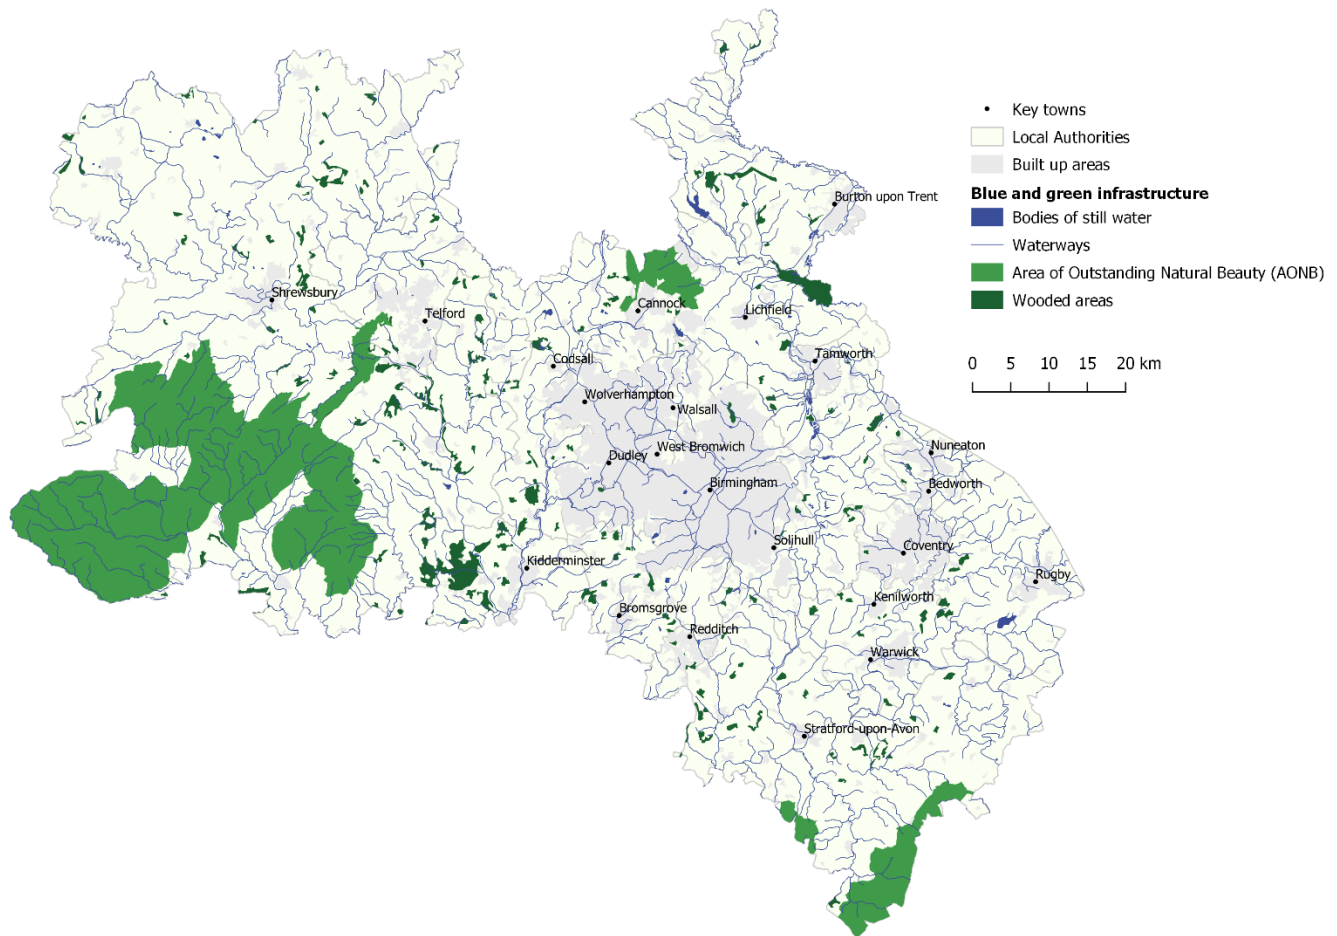 Key towns
Local Authorities
Built up areas
Blue and green infrastructure
Bodies of still water
Waterways
Area of Outstanding Natural Beauty (AONB)
Wooded areas
0 5 10 15 20 km
Burton upon Trent
Shrewsbury
Telford
Cannock
Lichfield
Codsall
Tamworth
Wolverhampton
Walsall
West Bromwich
Dudley
Nuneaton
Birmingham
Bedworth
Solihull
Coventry
Kidderminster
Rugby
Kenilworth
Bromsgrove
Redditch
Warwick
Stratford-upon-Avon